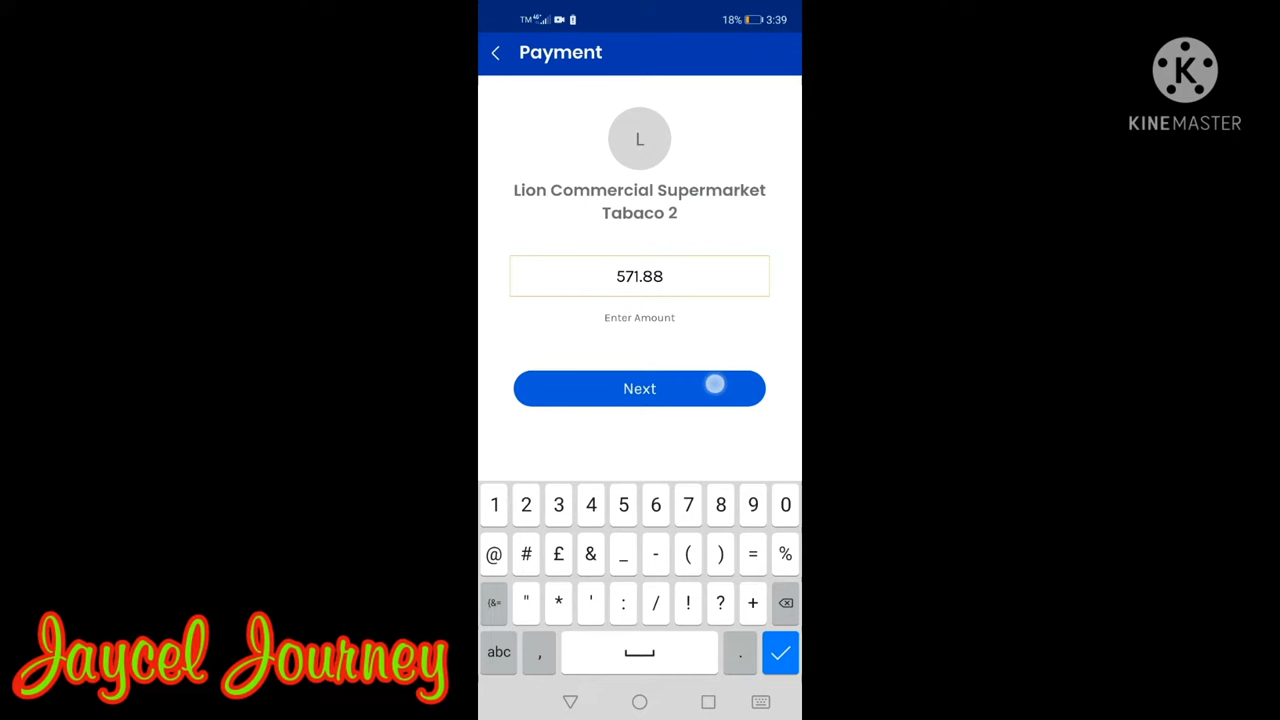 TM 4G 18% 3:39
Payment
K
KINEMASTER
L
Lion Commercial Supermarket
Tabaco 2
571.88
Enter Amount
Next
1 2 3 4 5 6 7 8 9 0
@ # £ & _ - ( ) = %
{&= " * ' : / ! ? +
abc , .
Jaycel Journey